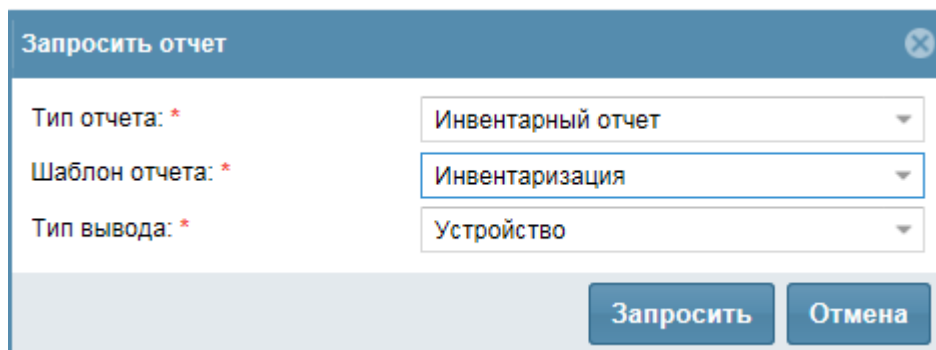 Запросить отчет
Тип отчета: * Инвентарный отчет
Шаблон отчета: * Инвентаризация
Тип вывода: * Устройство
Запросить Отмена